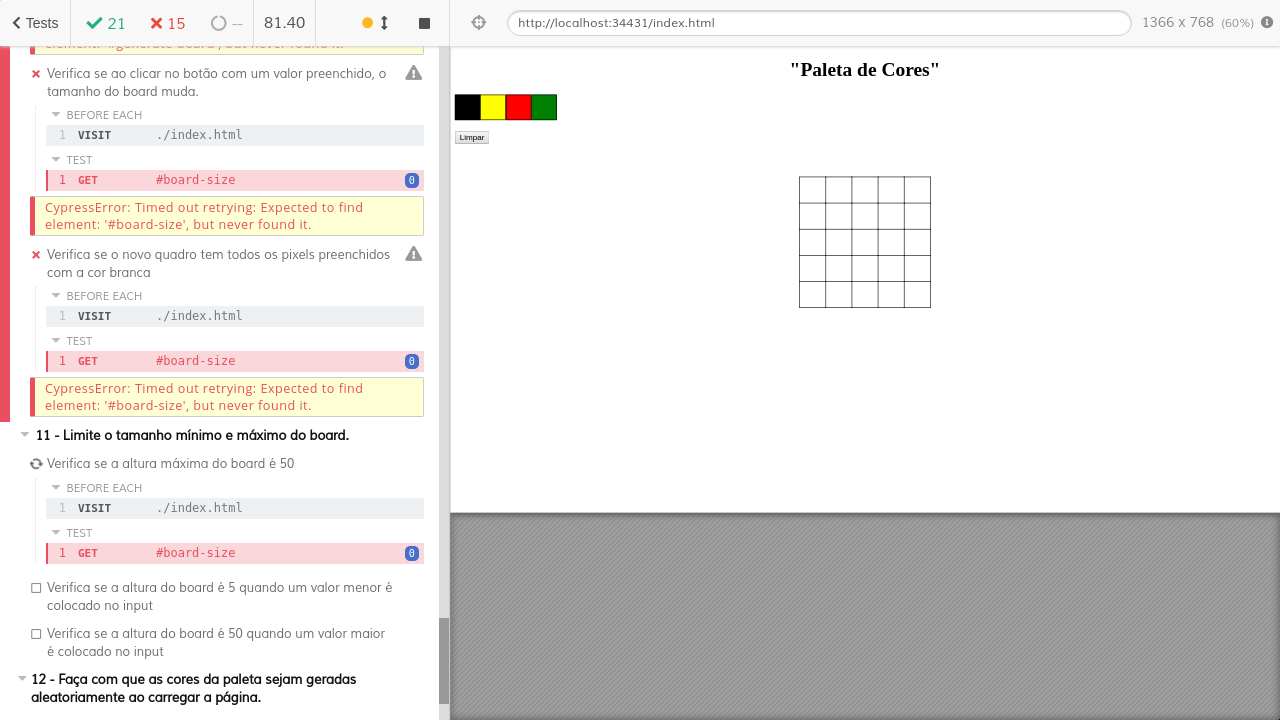 Tests
21
15
--
81.40
http://localhost:34431/index.html
1366 x 768 (60%)
element: '#generate-board', but never found it.
Verifica se ao clicar no botão com um valor preenchido, o
tamanho do board muda.
BEFORE EACH
1 VISIT ./index.html
TEST
1 GET #board-size 0
CypressError: Timed out retrying: Expected to find
element: '#board-size', but never found it.
Verifica se o novo quadro tem todos os pixels preenchidos
com a cor branca
BEFORE EACH
1 VISIT ./index.html
TEST
1 GET #board-size 0
CypressError: Timed out retrying: Expected to find
element: '#board-size', but never found it.
11 - Limite o tamanho mínimo e máximo do board.
Verifica se a altura máxima do board é 50
BEFORE EACH
1 VISIT ./index.html
TEST
1 GET #board-size 0
Verifica se a altura do board é 5 quando um valor menor é
colocado no input
Verifica se a altura do board é 50 quando um valor maior
é colocado no input
12 - Faça com que as cores da paleta sejam geradas
aleatoriamente ao carregar a página.
"Paleta de Cores"
Limpar